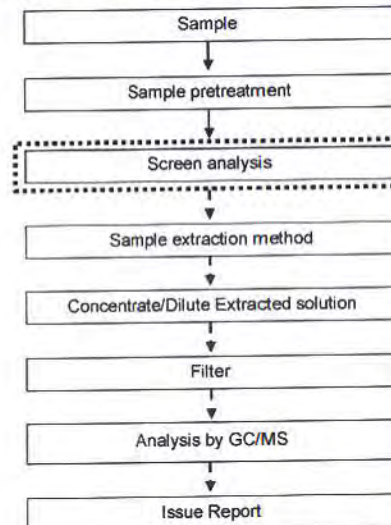 Sample
Sample pretreatment
Screen analysis
Sample extraction method
Concentrate/Dilute Extracted solution
Filter
Analysis by GC/MS
Issue Report